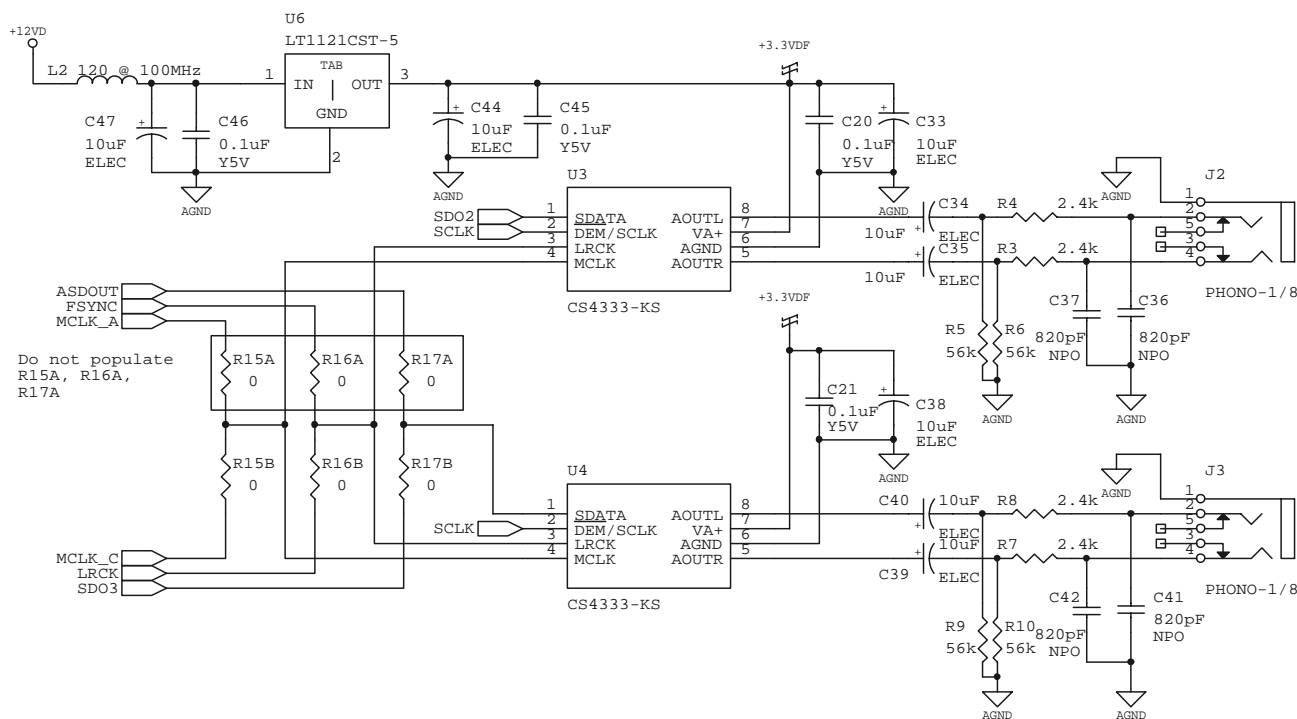 +12VD
U6
LT1121CST-5
L2 120 @ 100MHz
1
IN
TAB
OUT
GND
3
2
C47
10uF
ELEC
+
C46
0.1uF
Y5V
AGND
+
C44
10uF
ELEC
C45
0.1uF
Y5V
AGND
+3.3VDF
C20
0.1uF
Y5V
+
C33
10uF
ELEC
AGND
U3
SDO2
SCLK
1
2
3
4
SDATA
DEM/SCLK
LRCK
MCLK
AOUTL
VA+
AGND
AOUTR
8
7
6
5
CS4333-KS
C34
10uF
+
ELEC
C35
10uF
+
ELEC
R4
2.4k
R3
2.4k
R5
56k
R6
56k
AGND
C37
820pF
NPO
C36
820pF
NPO
AGND
AGND
J2
1
2
5
3
4
PHONO-1/8
ASDOUT
FSYNC
MCLK_A
Do not populate
R15A, R16A,
R17A
R15A
0
R16A
0
R17A
0
R15B
0
R16B
0
R17B
0
MCLK_C
LRCK
SDO3
+3.3VDF
C21
0.1uF
Y5V
+
C38
10uF
ELEC
AGND
U4
SCLK
1
2
3
4
SDATA
DEM/SCLK
LRCK
MCLK
AOUTL
VA+
AGND
AOUTR
8
7
6
5
CS4333-KS
C40
10uF
+
ELEC
10uF
+
C39
ELEC
R8
2.4k
R7
2.4k
R9
56k
R10
56k
AGND
C42
820pF
NPO
C41
820pF
NPO
AGND
AGND
J3
1
2
5
3
4
PHONO-1/8